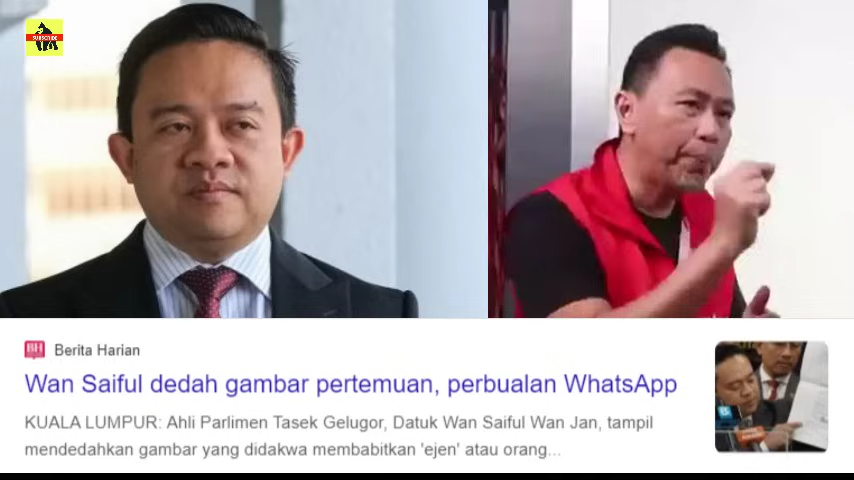 SUBSCRIBE
BH
Berita Harian
Wan Saiful dedah gambar pertemuan, perbualan WhatsApp
KUALA LUMPUR: Ahli Parlimen Tasek Gelugor, Datuk Wan Saiful Wan Jan, tampil
mendedahkan gambar yang didakwa membabitkan 'ejen' atau orang...